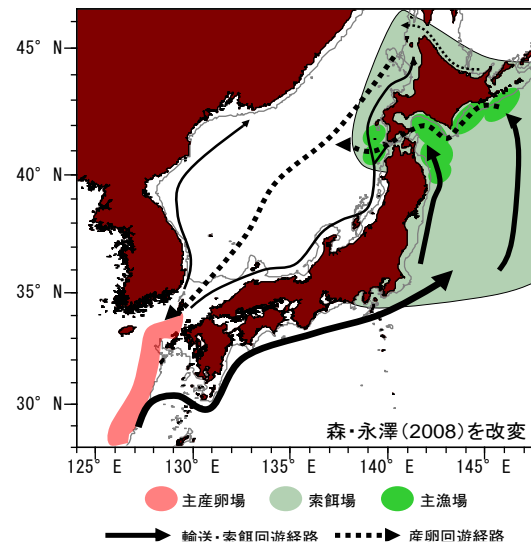 45° N
40° N
35° N
30° N
森・永澤(2008)を改変
125° E 130° E 135° E 140° E 145° E
主産卵場 索餌場 主漁場
輸送・索餌回遊経路 産卵回遊経路